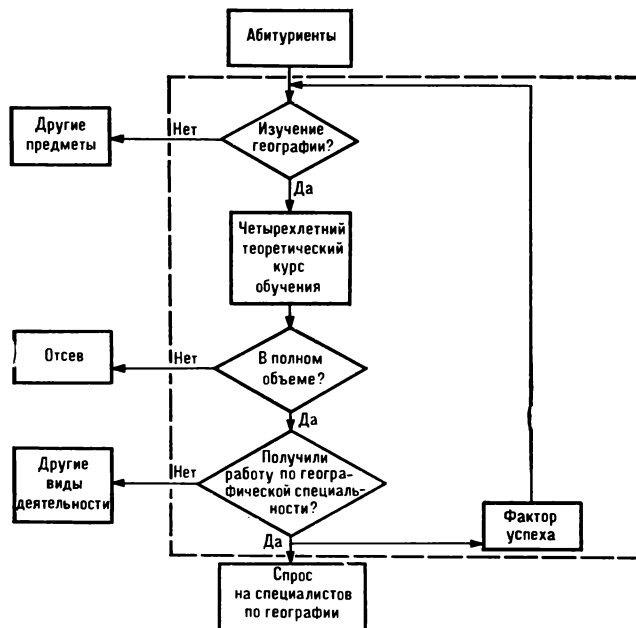 Абитуриенты
Другие
предметы
Нет
Изучение
географии?
Да
Четырехлетний
теоретический
курс
обучения
Отсев
Нет
В полном
объеме?
Да
Другие
виды
деятельности
Нет
Получили
работу по геогра-
фической специаль-
ности?
Да
Фактор
успеха
Спрос
на специалистов
по географии